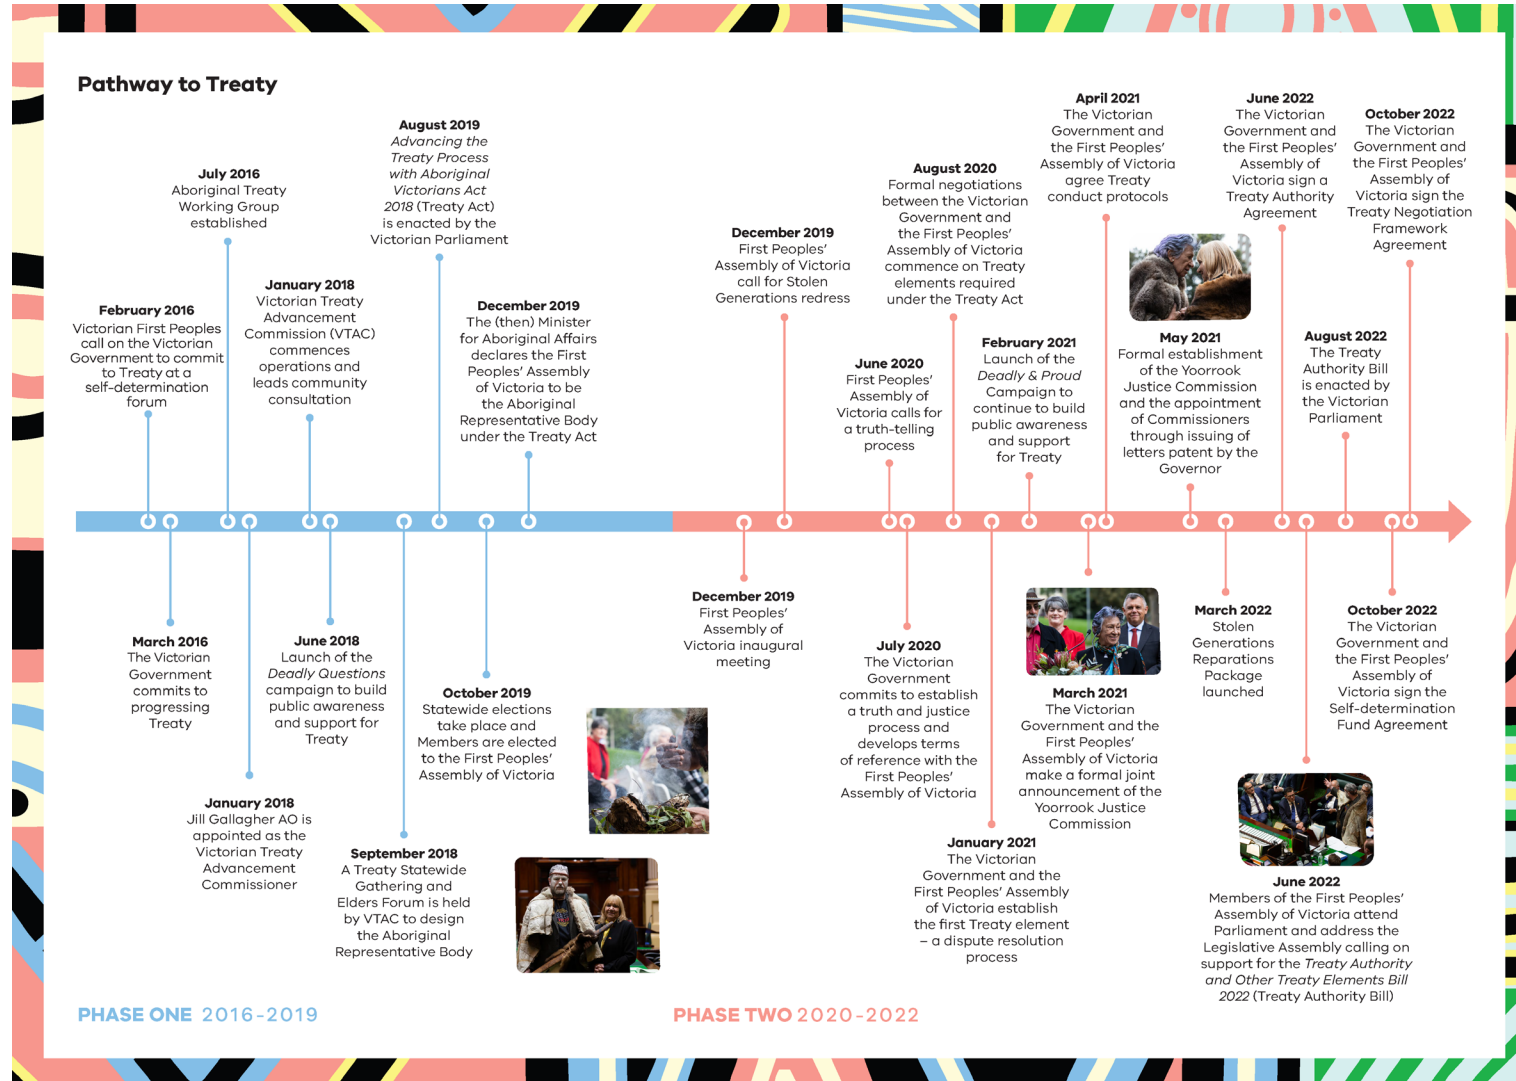 Pathway to Treaty
February 2016
Victorian First Peoples
call on the Victorian
Government to commit
to Treaty at a
self-determination
forum
March 2016
The Victorian
Government
commits to
progressing
Treaty
July 2016
Aboriginal Treaty
Working Group
established
January 2018
Jill Gallagher AO is
appointed as the
Victorian Treaty
Advancement
Commissioner
January 2018
Victorian Treaty
Advancement
Commission (VTAC)
commences
operations and
leads community
consultation
June 2018
Launch of the
Deadly Questions
campaign to build
public awareness
and support for
Treaty
September 2018
A Treaty Statewide
Gathering and
Elders Forum is held
by VTAC to design
the Aboriginal
Representative Body
August 2019
Advancing the
Treaty Process
with Aboriginal
Victorians Act
2018 (Treaty Act)
is enacted by the
Victorian Parliament
October 2019
Statewide elections
take place and
Members are elected
to the First Peoples'
Assembly of Victoria
December 2019
The (then) Minister
for Aboriginal Affairs
declares the First
Peoples' Assembly
of Victoria to be
the Aboriginal
Representative Body
under the Treaty Act
December 2019
First Peoples'
Assembly of
Victoria inaugural
meeting
December 2019
First Peoples'
Assembly of Victoria
call for Stolen
Generations redress
June 2020
First Peoples'
Assembly of
Victoria calls for
a truth-telling
process
July 2020
The Victorian
Government
commits to establish
a truth and justice
process and
develops terms
of reference with the
First Peoples'
Assembly of Victoria
August 2020
Formal negotiations
between the Victorian
Government and
the First Peoples'
Assembly of Victoria
commence on Treaty
elements required
under the Treaty Act
January 2021
The Victorian
Government and the
First Peoples' Assembly
of Victoria establish
the first Treaty element
– a dispute resolution
process
February 2021
Launch of the
Deadly & Proud
Campaign to
continue to build
public awareness
and support
for Treaty
March 2021
The Victorian
Government and the
First Peoples'
Assembly of Victoria
make a formal joint
announcement of the
Yoorrook Justice
Commission
April 2021
The Victorian
Government and
the First Peoples'
Assembly of Victoria
agree Treaty
conduct protocols
May 2021
Formal establishment
of the Yoorrook
Justice Commission
and the appointment
of Commissioners
through issuing of
letters patent by the
Governor
March 2022
Stolen
Generations
Reparations
Package
launched
June 2022
The Victorian
Government and
the First Peoples'
Assembly of
Victoria sign a
Treaty Authority
Agreement
June 2022
Members of the First Peoples'
Assembly of Victoria attend
Parliament and address the
Legislative Assembly calling on
support for the Treaty Authority
and Other Treaty Elements Bill
2022 (Treaty Authority Bill)
August 2022
The Treaty
Authority Bill
is enacted by
the Victorian
Parliament
October 2022
The Victorian
Government and
the First Peoples'
Assembly of
Victoria sign the
Self-determination
Fund Agreement
October 2022
The Victorian
Government and
the First Peoples'
Assembly of
Victoria sign the
Treaty Negotiation
Framework
Agreement
PHASE ONE 2016-2019
PHASE TWO 2020-2022